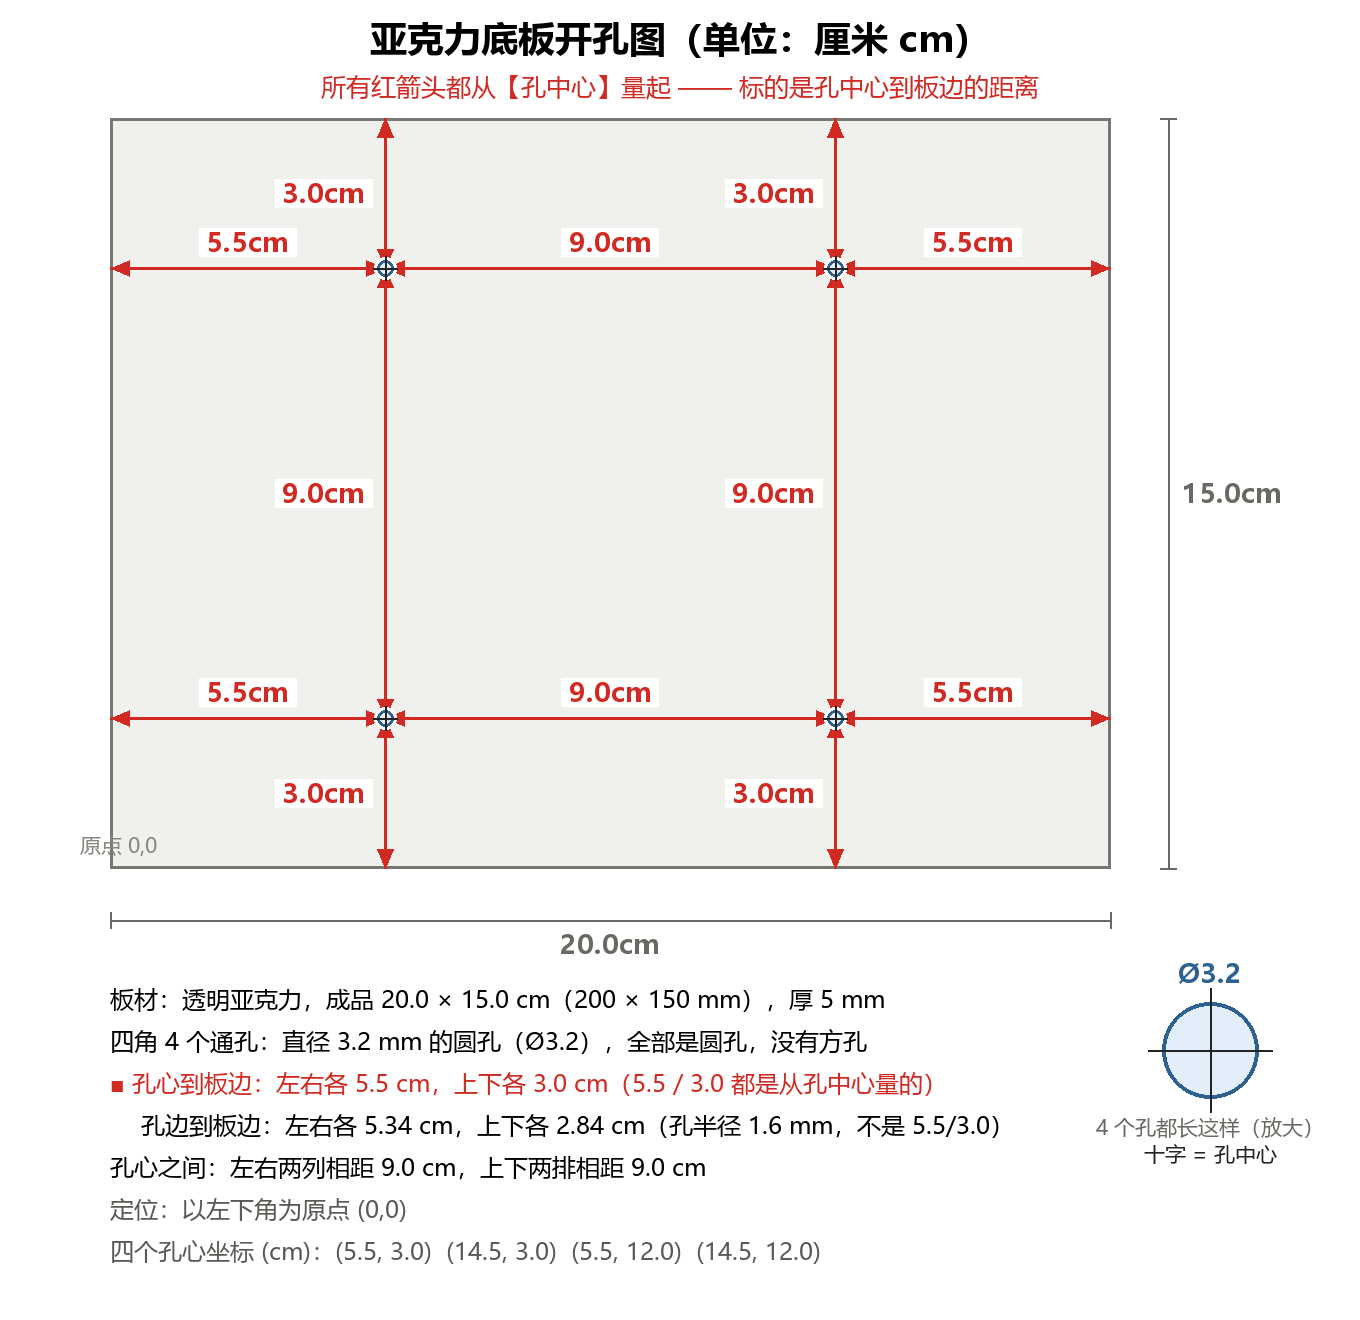 亚克力底板开孔图（单位：厘米 cm）
所有红箭头都从【孔中心】量起 —— 标的是孔中心到板边的距离
3.0cm
3.0cm
5.5cm
9.0cm
5.5cm
9.0cm
9.0cm
15.0cm
5.5cm
9.0cm
5.5cm
3.0cm
3.0cm
原点 0,0
20.0cm
板材：透明亚克力，成品 20.0 × 15.0 cm（200 × 150 mm），厚 5 mm
四角 4 个通孔：直径 3.2 mm 的圆孔（Ø3.2），全部是圆孔，没有方孔
■ 孔心到板边：左右各 5.5 cm，上下各 3.0 cm（5.5 / 3.0 都是从孔中心量的）
孔边到板边：左右各 5.34 cm，上下各 2.84 cm（孔半径 1.6 mm，不是 5.5/3.0）
孔心之间：左右两列相距 9.0 cm，上下两排相距 9.0 cm
定位：以左下角为原点 (0,0)
四个孔心坐标 (cm)：(5.5, 3.0)  (14.5, 3.0)  (5.5, 12.0)  (14.5, 12.0)
Ø3.2
4 个孔都长这样（放大）
十字 = 孔中心